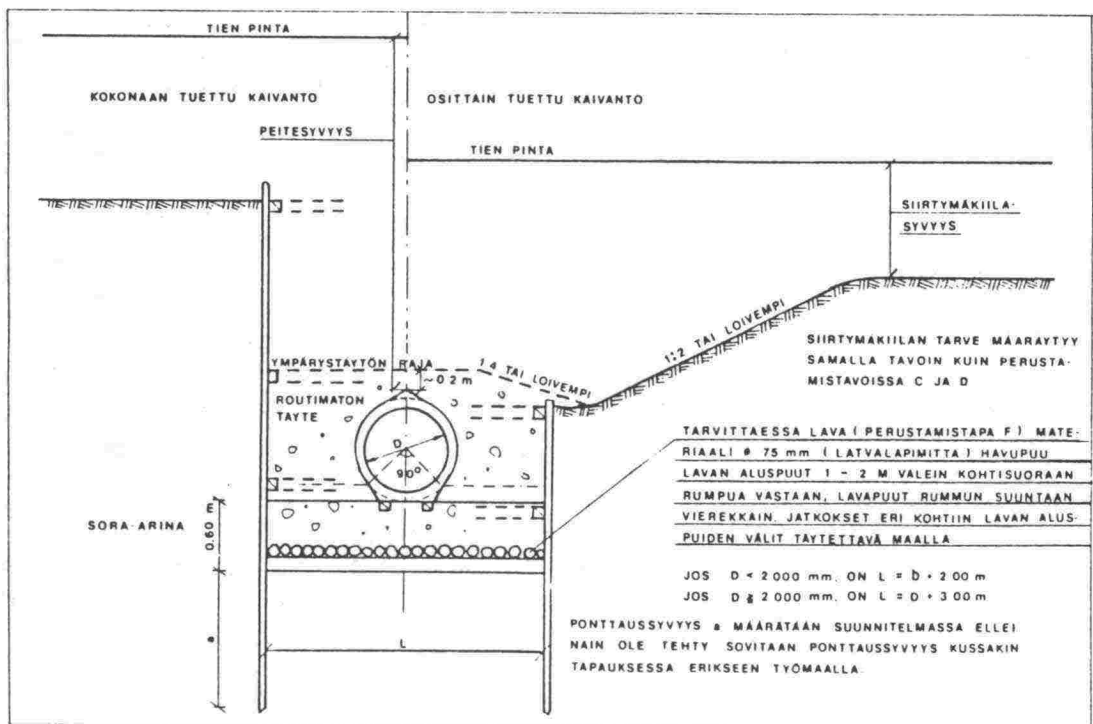 TIEN PINTA
KOKONAAN TUETTU KAIVANTO
OSITTAIN TUETTU KAIVANTO
PEITESYVYYS
TIEN PINTA
SIIRTYMÄKIILA-
SYVYYS
1:2 TAI LOIVEMPI
SIIRTYMÄKIILAN TARVE MÄÄRÄYTYY
SAMALLA TAVOIN KUIN PERUSTA-
MISTAVOISSA C JA D
YMPÄRYSTÄYTÖN RAJA
~0.2 m
1:4 TAI LOIVEMPI
ROUTIMATON
TÄYTE
D
90°
TARVITTAESSA LAVA ( PERUSTAMISTAPA F ) MATE-
RIAALI ø 75 mm ( LATVALÄPIMITTA ) HAVUPUU
LAVAN ALUSPUUT 1 - 2 M VÄLEIN KOHTISUORAAN
RUMPUA VASTAAN, LAVAPUUT RUMMUN SUUNTAAN
VIEREKKÄIN. JATKOKSET ERI KOHTIIN LAVAN ALUS-
PUIDEN VÄLIT TÄYTETTÄVÄ MAALLA
SORA-ARINA
0.60 m
JOS D < 2000 mm. ON L = b + 2.00 m
JOS D ≧ 2000 mm. ON L = D + 3.00 m
a
L
PONTTAUSSYVYYS a MÄÄRÄTÄÄN SUUNNITELMASSA ELLEI
NÄIN OLE TEHTY SOVITAAN PONTTAUSSYVYYS KUSSAKIN
TAPAUKSESSA ERIKSEEN TYÖMAALLA.